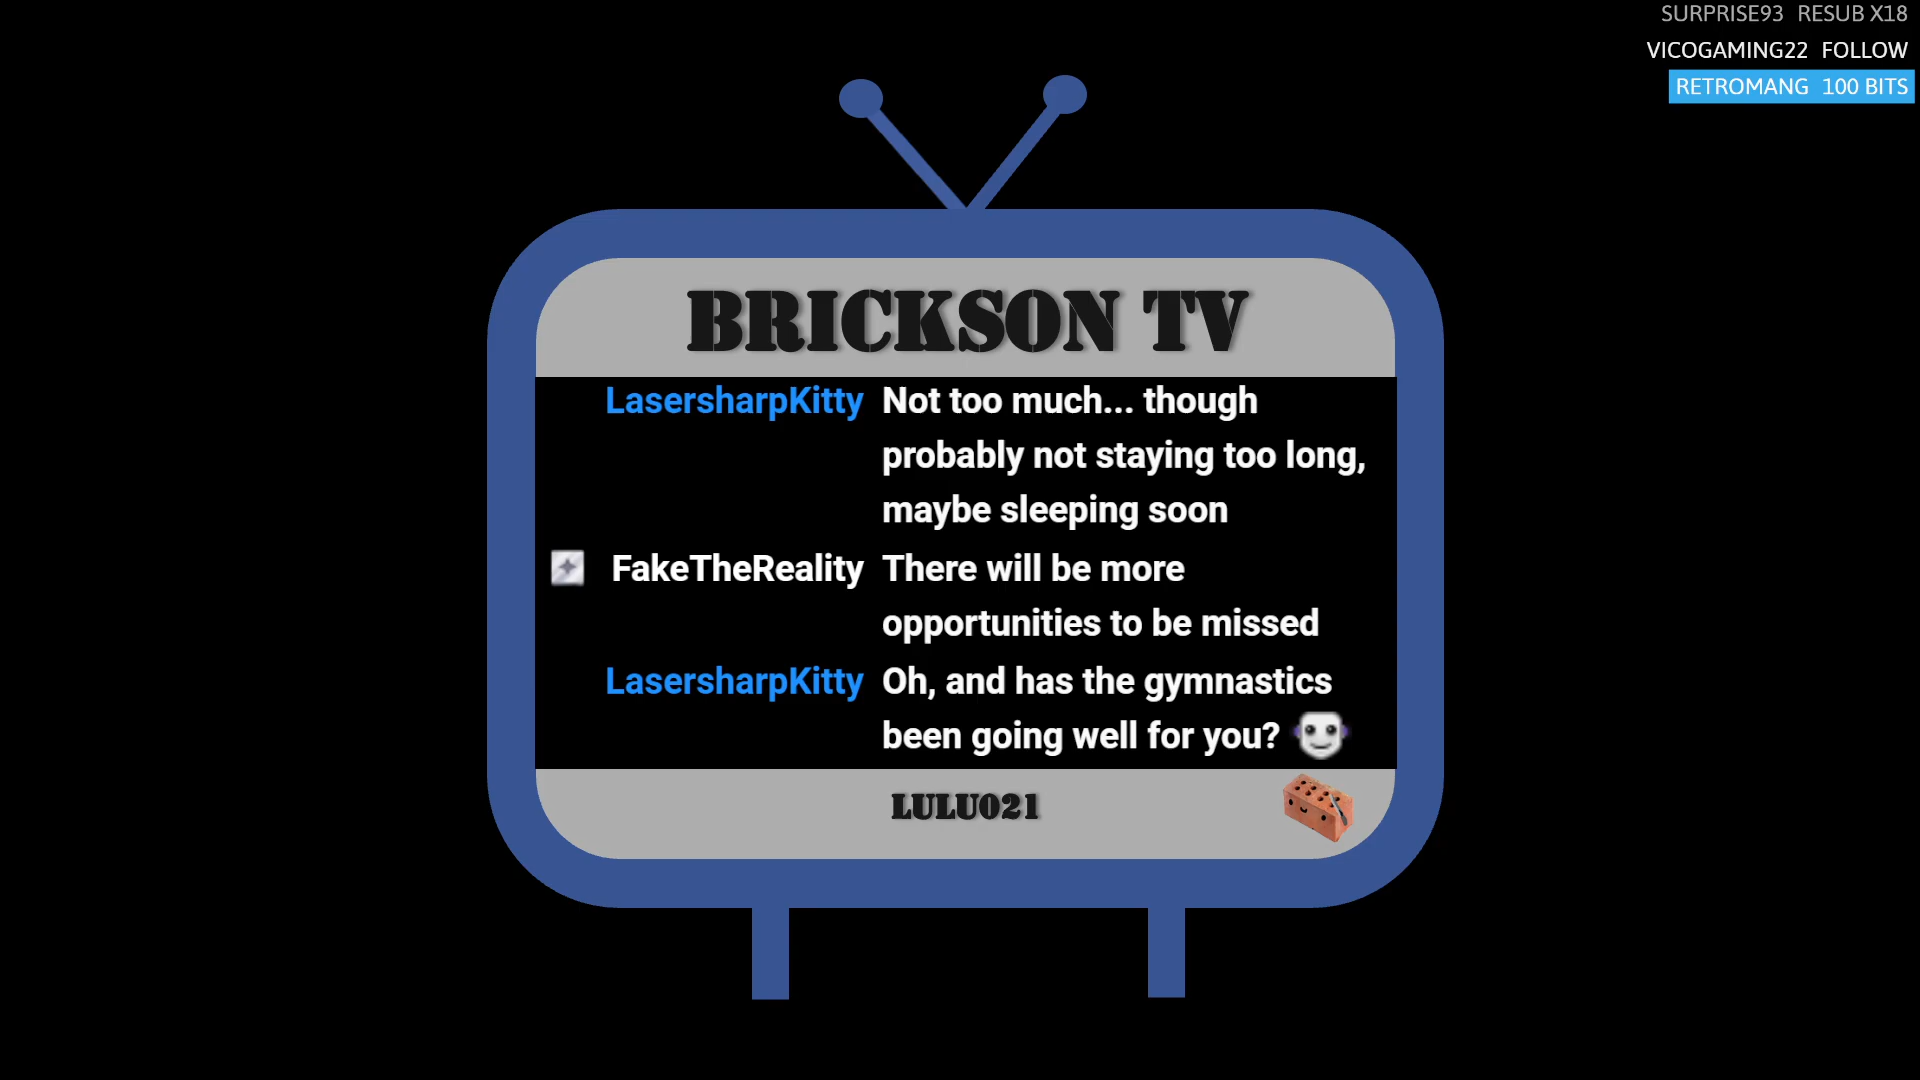 SURPRISE93 RESUB X18
VICOGAMING22 FOLLOW
RETROMANG 100 BITS
BRICKSON TV
LasersharpKitty Not too much... though
probably not staying too long,
maybe sleeping soon
FakeTheReality There will be more
opportunities to be missed
LasersharpKitty Oh, and has the gymnastics
been going well for you?
LULU021